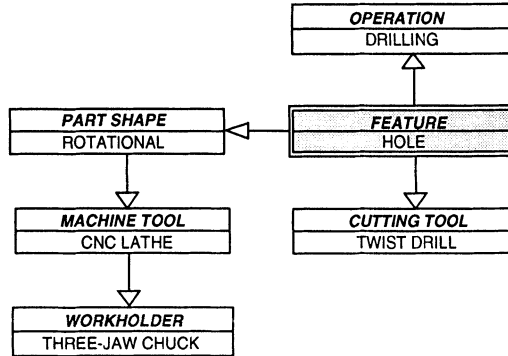 OPERATION
DRILLING
PART SHAPE
ROTATIONAL
FEATURE
HOLE
MACHINE TOOL
CNC LATHE
CUTTING TOOL
TWIST DRILL
WORKHOLDER
THREE-JAW CHUCK